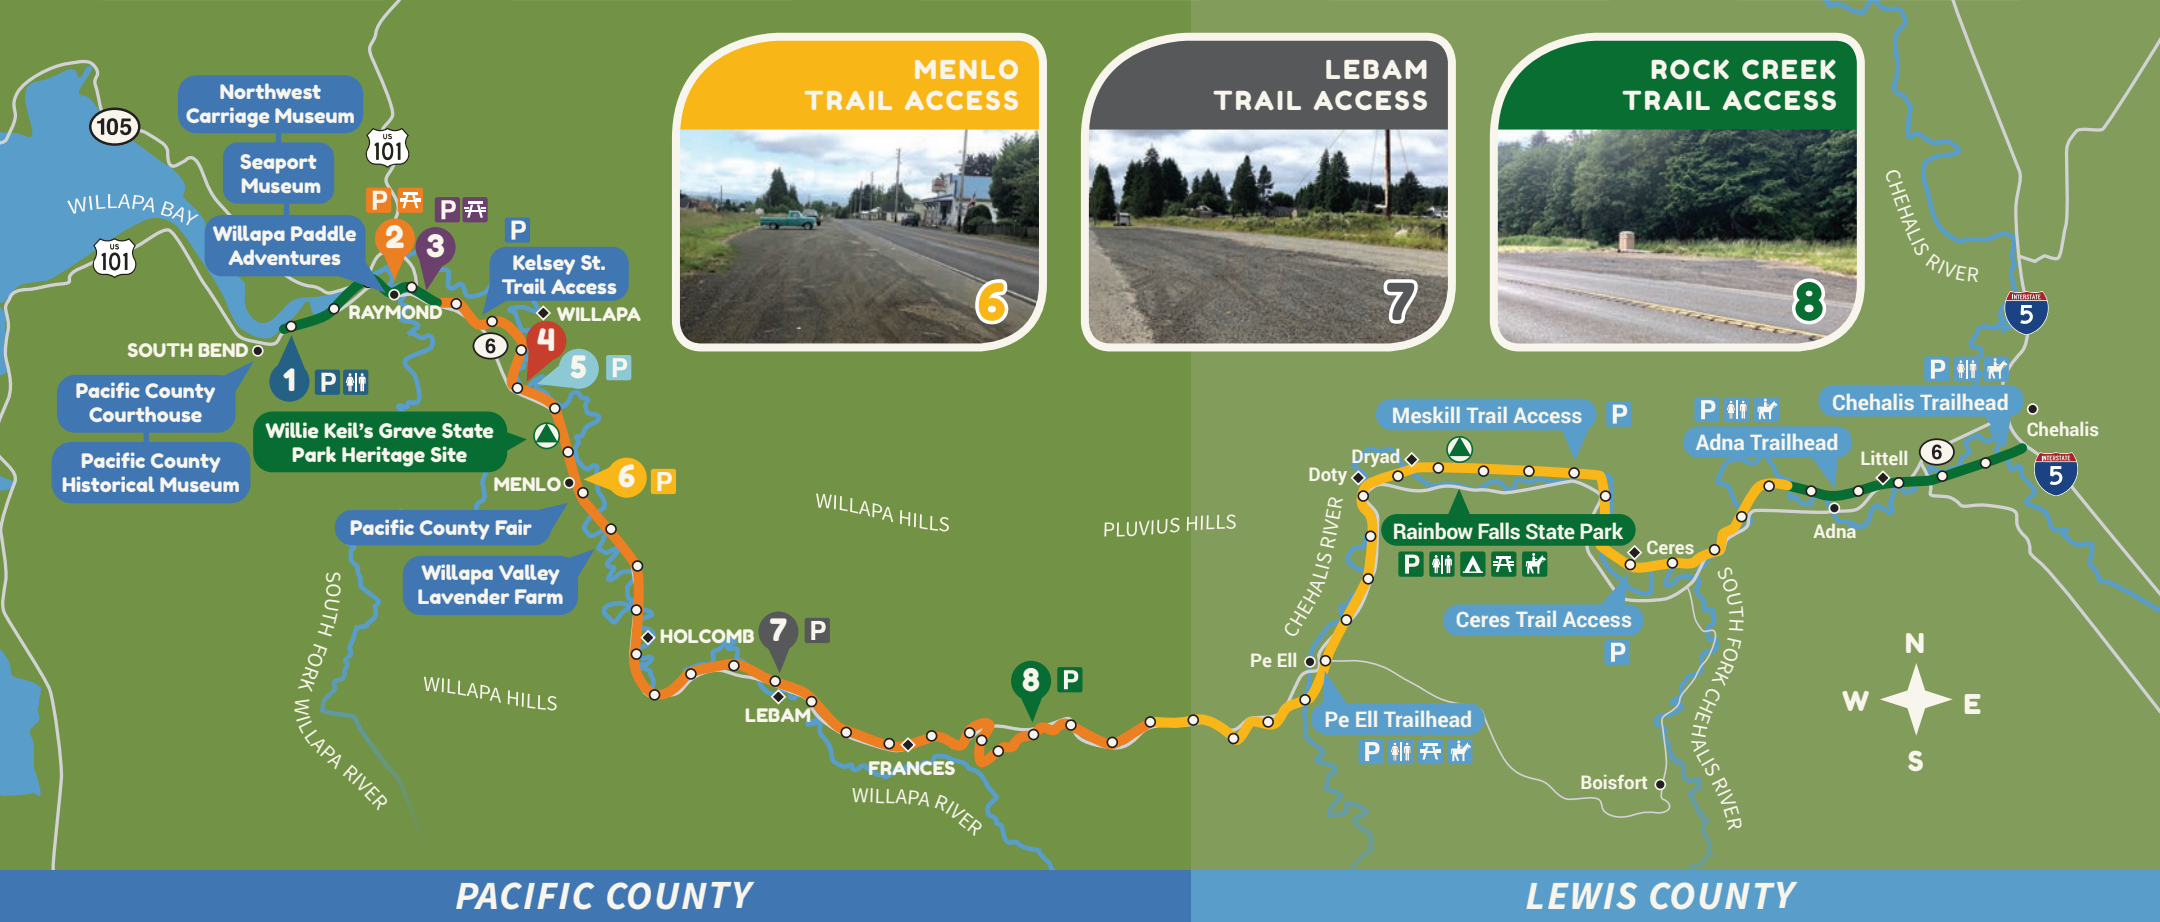 MENLO
TRAIL ACCESS
6
LEBAM
TRAIL ACCESS
7
ROCK CREEK
TRAIL ACCESS
8
105
US
101
US
101
WILLAPA BAY
Northwest
Carriage Museum
Seaport
Museum
Willapa Paddle
Adventures
P
2
P
3
P
Kelsey St.
Trail Access
RAYMOND
WILLAPA
6
4
5
P
SOUTH BEND
1
P
Pacific County
Courthouse
Pacific County
Historical Museum
Willie Keil's Grave State
Park Heritage Site
MENLO
6
P
Pacific County Fair
Willapa Valley
Lavender Farm
SOUTH FORK WILLAPA RIVER
WILLAPA HILLS
HOLCOMB
7
P
LEBAM
FRANCES
WILLAPA RIVER
8
P
WILLAPA HILLS
PLUVIUS HILLS
CHEHALIS RIVER
INTERSTATE
5
P
Chehalis Trailhead
Chehalis
INTERSTATE
5
P
Adna Trailhead
Littell
6
Adna
Meskill Trail Access
P
Dryad
Doty
Rainbow Falls State Park
P
Ceres
Ceres Trail Access
P
CHEHALIS RIVER
Pe Ell
Pe Ell Trailhead
P
Boisfort
SOUTH FORK CHEHALIS RIVER
N
W
E
S
PACIFIC COUNTY
LEWIS COUNTY